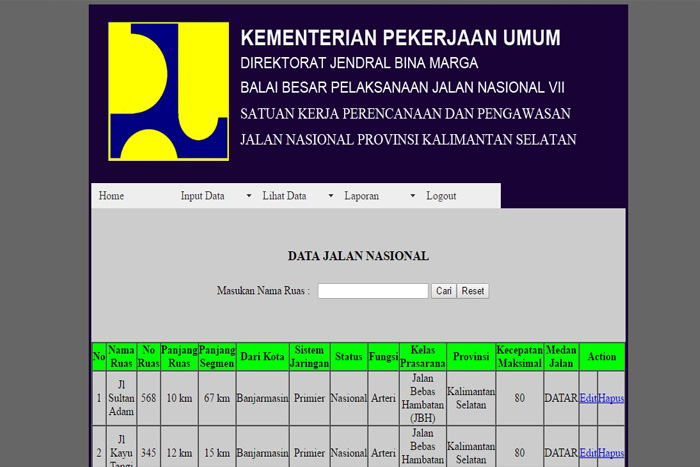 KEMENTERIAN PEKERJAAN UMUM
DIREKTORAT JENDRAL BINA MARGA
BALAI BESAR PELAKSANAAN JALAN NASIONAL VII
SATUAN KERJA PERENCANAAN DAN PENGAWASAN
JALAN NASIONAL PROVINSI KALIMANTAN SELATAN
Home Input Data Lihat Data Laporan Logout
DATA JALAN NASIONAL
Masukan Nama Ruas : Cari Reset
No Nama Ruas No Ruas Panjang Ruas Panjang Segmen Dari Kota Sistem Jaringan Status Fungsi Kelas Prasarana Provinsi Kecepatan Maksimal Medan Jalan Action
1 Jl Sultan Adam 568 10 km 67 km Banjarmasin Primier Nasional Arteri Jalan Bebas Hambatan (JBH) Kalimantan Selatan 80 DATAR Edit Hapus
2 Jl Kayu Tangi 345 12 km 15 km Banjarmasin Primier Nasional Arteri Jalan Bebas Hambatan Kalimantan Selatan 80 DATAR Edit Hapus